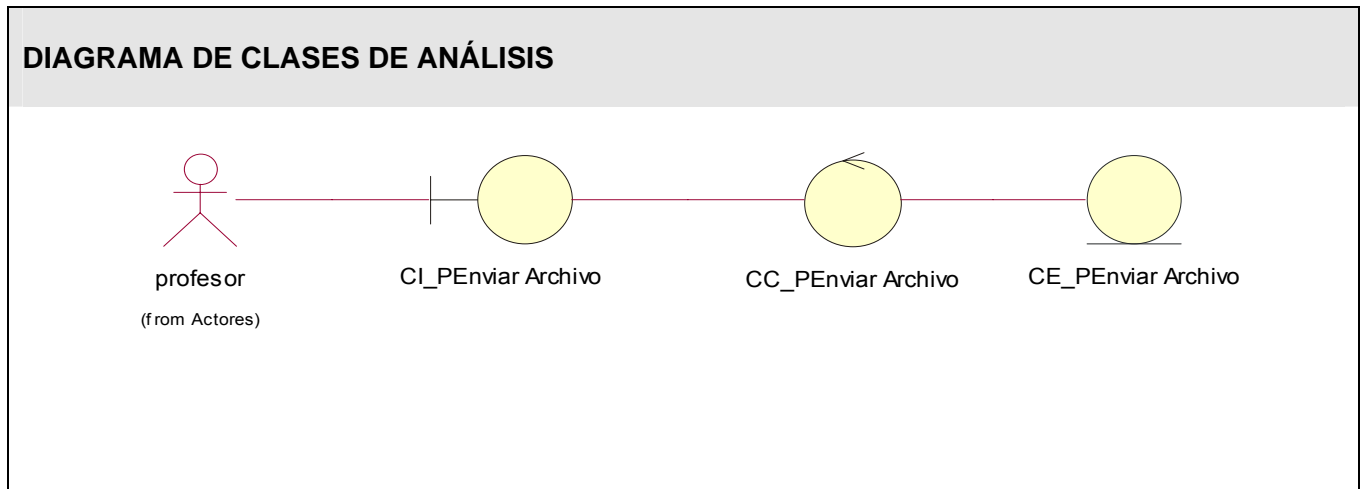 DIAGRAMA DE CLASES DE ANÁLISIS
profesor
(from Actores)
CI_PEnviar Archivo
CC_PEnviar Archivo
CE_PEnviar Archivo